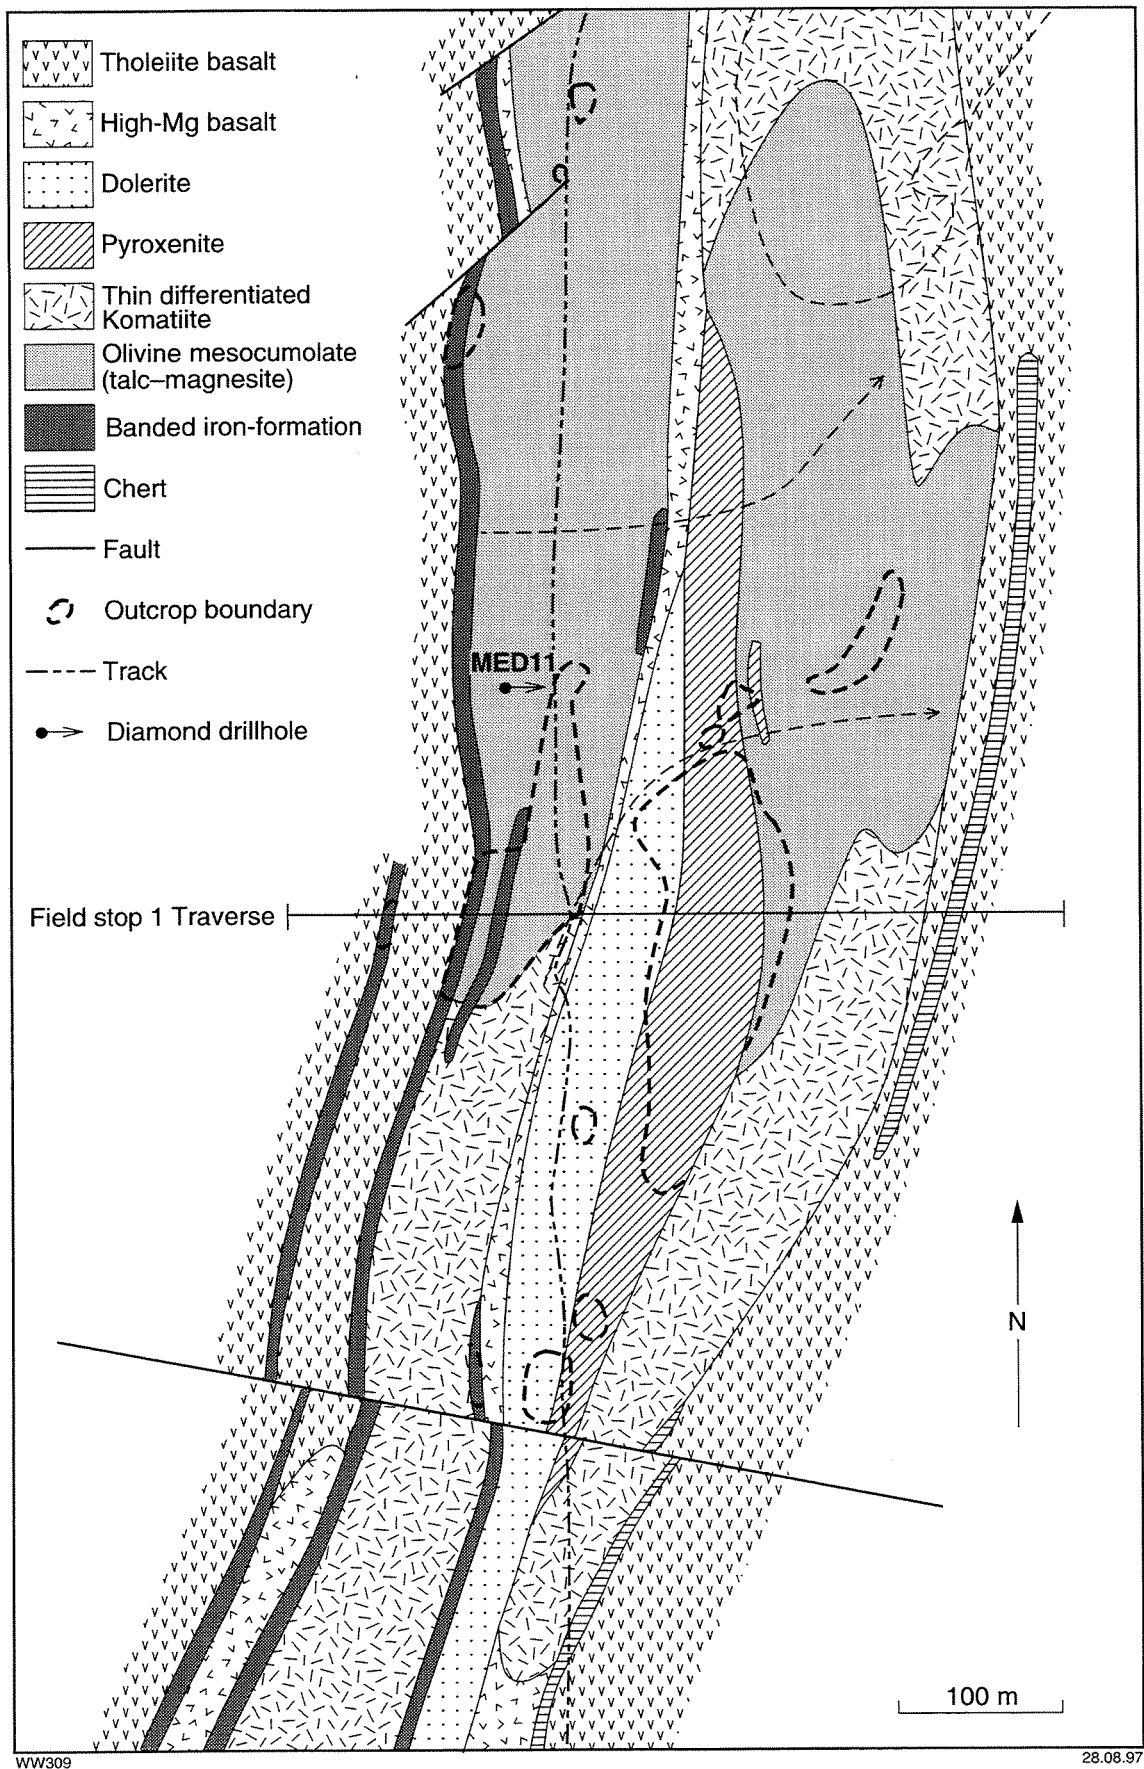 Tholeiite basalt
High-Mg basalt
Dolerite
Pyroxenite
Thin differentiated
Komatiite
Olivine mesocumolate
(talc–magnesite)
Banded iron-formation
Chert
Fault
Outcrop boundary
Track
Diamond drillhole
MED11
Field stop 1 Traverse
N
100 m
WW309
28.08.97